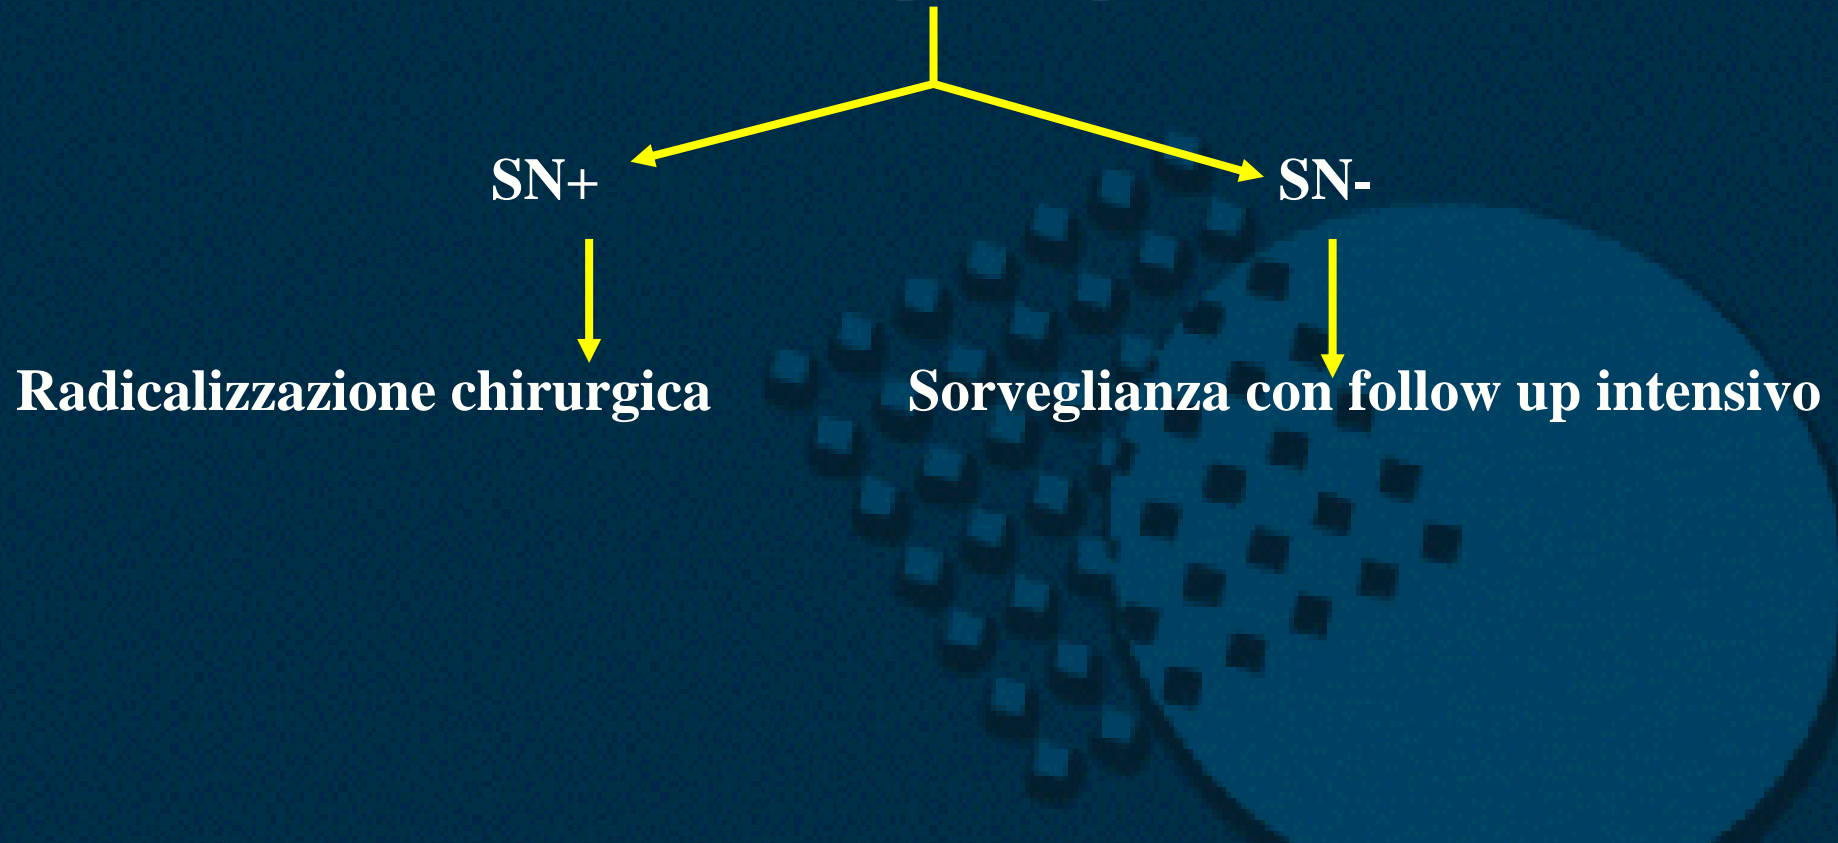 SN+ SN-
Radicalizzazione chirurgica Sorveglianza con follow up intensivo